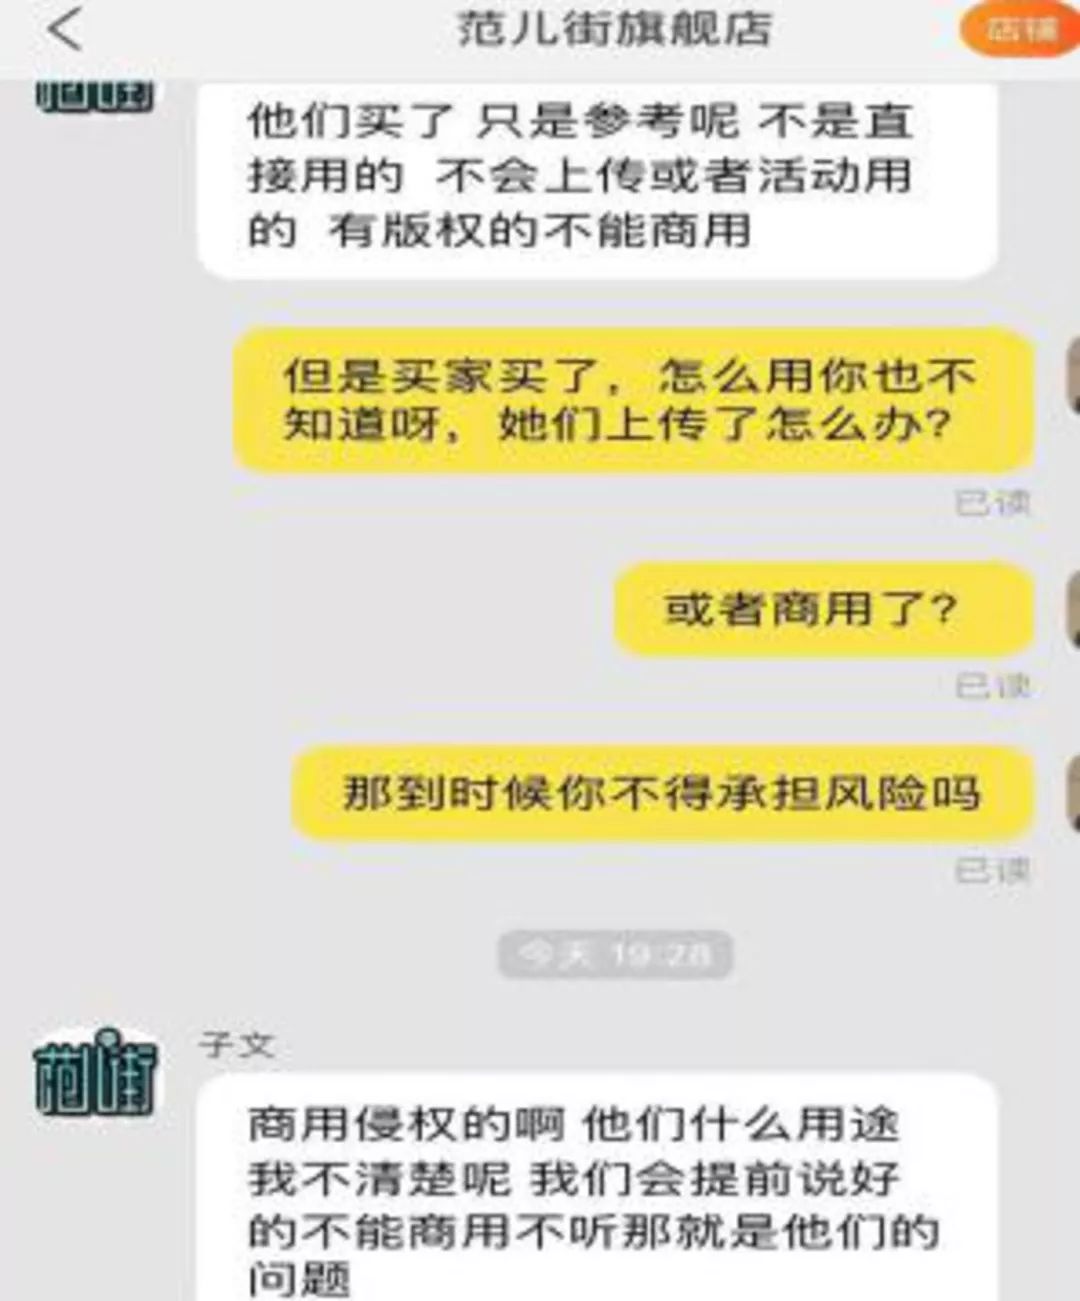 范儿街旗舰店
店铺
他们买了 只是参考呢 不是直
接用的 不会上传或者活动用
的 有版权的不能商用
但是买家买了，怎么用你也不
知道呀，她们上传了怎么办?
已读
或者商用了?
已读
那到时候你不得承担风险吗
已读
今天 19:28
范儿街
子文
商用侵权的啊 他们什么用途
我不清楚呢 我们会提前说好
的不能商用不听那就是他们的
问题